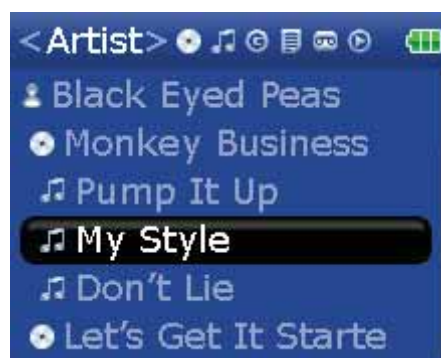 <Artist>
Black Eyed Peas
Monkey Business
Pump It Up
My Style
Don't Lie
Let's Get It Starte